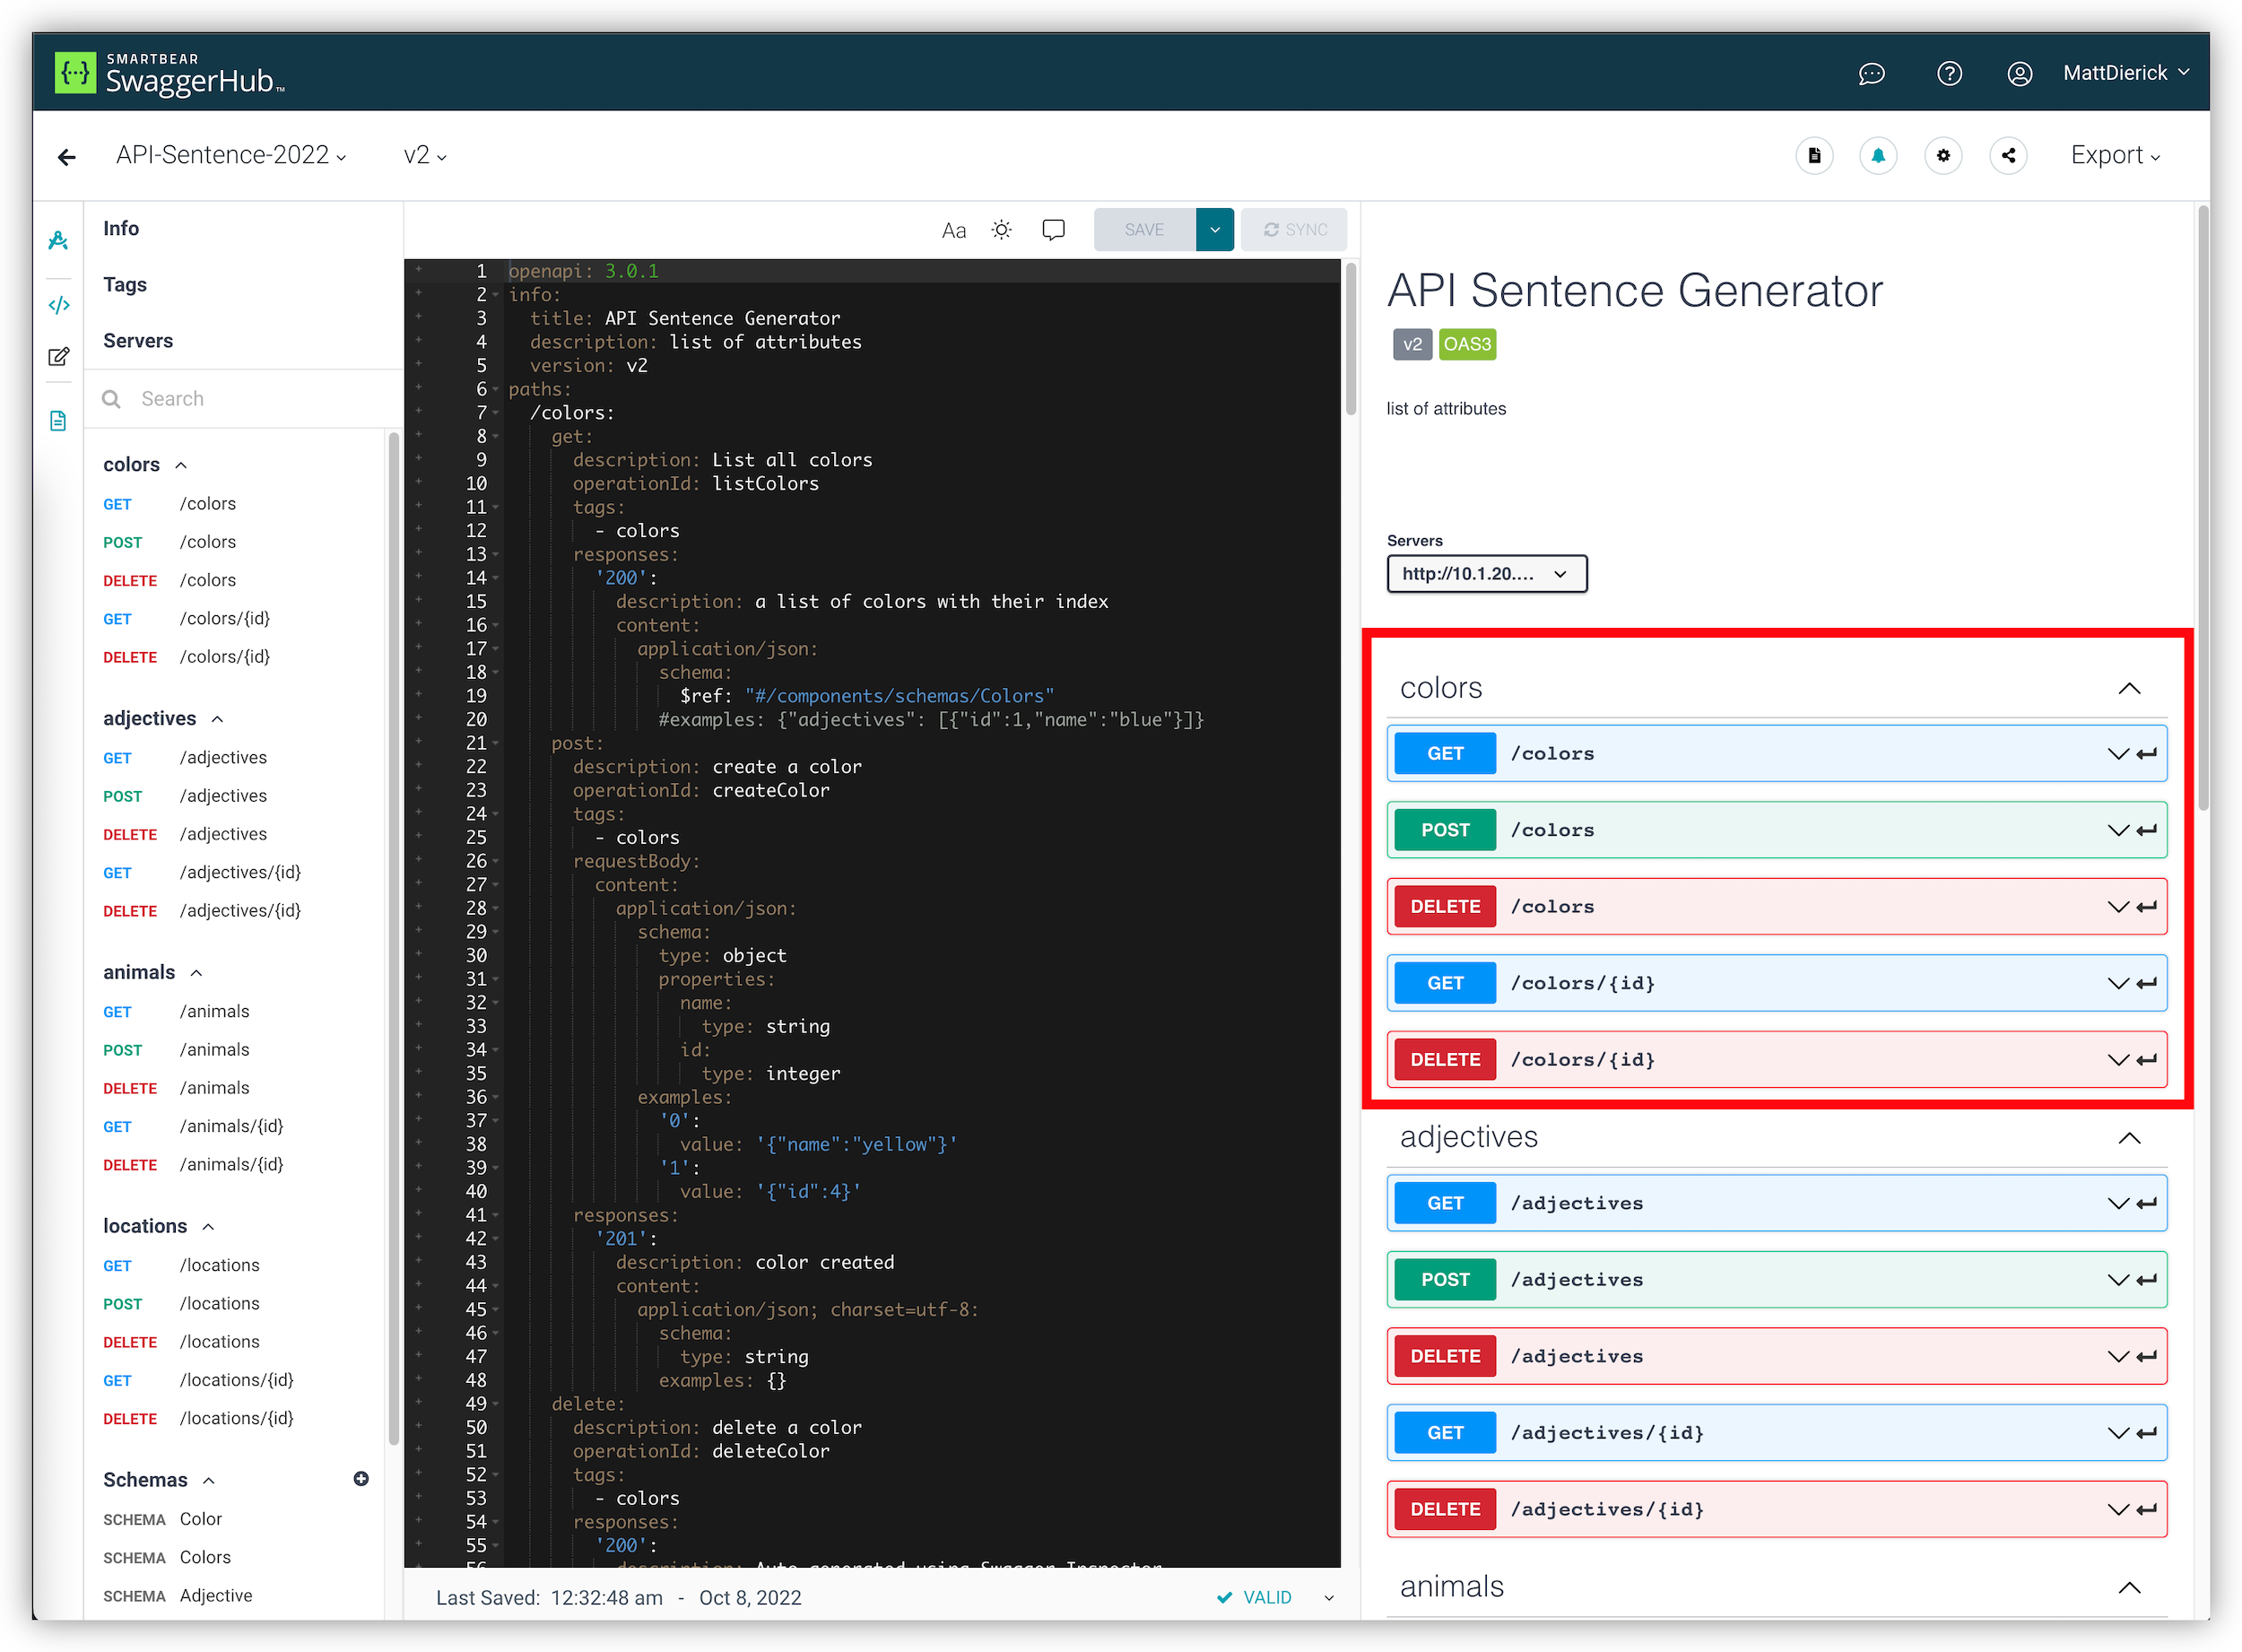 SMARTBEAR
SwaggerHub™
MattDierick
API-Sentence-2022
v2
Export
Info
Tags
Servers
Search
colors
GET /colors
POST /colors
DELETE /colors
GET /colors/{id}
DELETE /colors/{id}
adjectives
GET /adjectives
POST /adjectives
DELETE /adjectives
GET /adjectives/{id}
DELETE /adjectives/{id}
animals
GET /animals
POST /animals
DELETE /animals
GET /animals/{id}
DELETE /animals/{id}
locations
GET /locations
POST /locations
DELETE /locations
GET /locations/{id}
DELETE /locations/{id}
Schemas
SCHEMA Color
SCHEMA Colors
SCHEMA Adjective
Aa
SAVE
SYNC
1 openapi: 3.0.1
2 info:
3 title: API Sentence Generator
4 description: list of attributes
5 version: v2
6 paths:
7 /colors:
8 get:
9 description: List all colors
10 operationId: listColors
11 tags:
12 - colors
13 responses:
14 '200':
15 description: a list of colors with their index
16 content:
17 application/json:
18 schema:
19 $ref: "#/components/schemas/Colors"
20 #examples: {"adjectives": [{"id":1,"name":"blue"}]}
21 post:
22 description: create a color
23 operationId: createColor
24 tags:
25 - colors
26 requestBody:
27 content:
28 application/json:
29 schema:
30 type: object
31 properties:
32 name:
33 type: string
34 id:
35 type: integer
36 examples:
37 '0':
38 value: '{"name":"yellow"}'
39 '1':
40 value: '{"id":4}'
41 responses:
42 '201':
43 description: color created
44 content:
45 application/json; charset=utf-8:
46 schema:
47 type: string
48 examples: {}
49 delete:
50 description: delete a color
51 operationId: deleteColor
52 tags:
53 - colors
54 responses:
55 '200':
56 description: Auto generated using Swagger Inspector
Last Saved: 12:32:48 am - Oct 8, 2022
VALID
API Sentence Generator
v2 OAS3
list of attributes
Servers
http://10.1.20....
colors
GET /colors
POST /colors
DELETE /colors
GET /colors/{id}
DELETE /colors/{id}
adjectives
GET /adjectives
POST /adjectives
DELETE /adjectives
GET /adjectives/{id}
DELETE /adjectives/{id}
animals